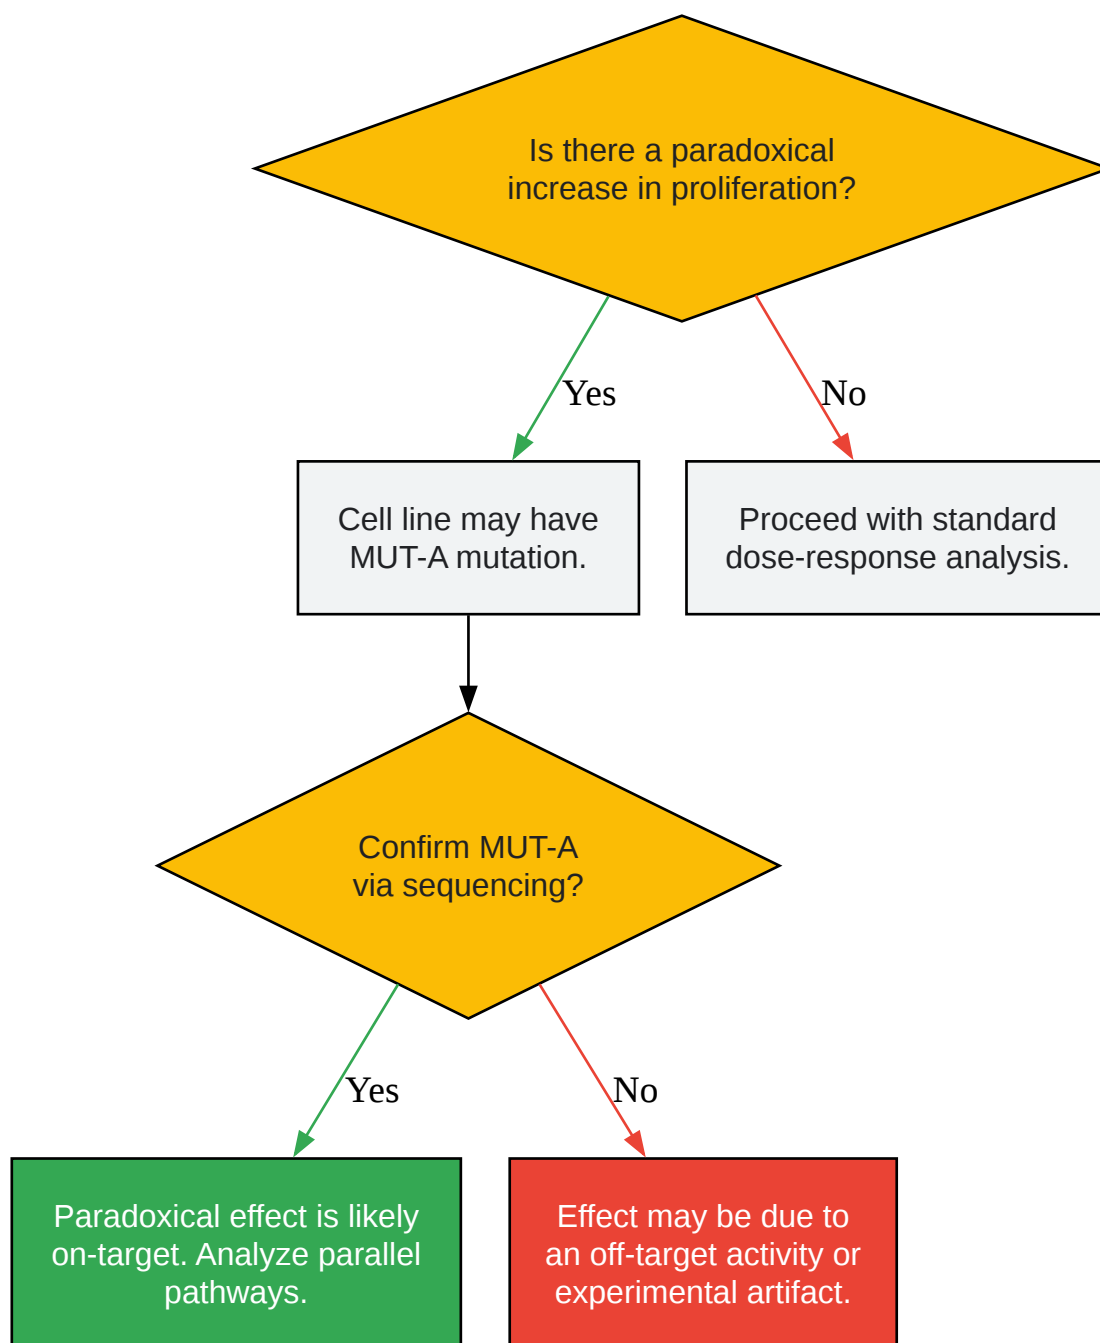 Is there a paradoxical
increase in proliferation?
Yes
No
Cell line may have
MUT-A mutation.
Proceed with standard
dose-response analysis.
Confirm MUT-A
via sequencing?
Yes
No
Paradoxical effect is likely
on-target. Analyze parallel
pathways.
Effect may be due to
an off-target activity or
experimental artifact.